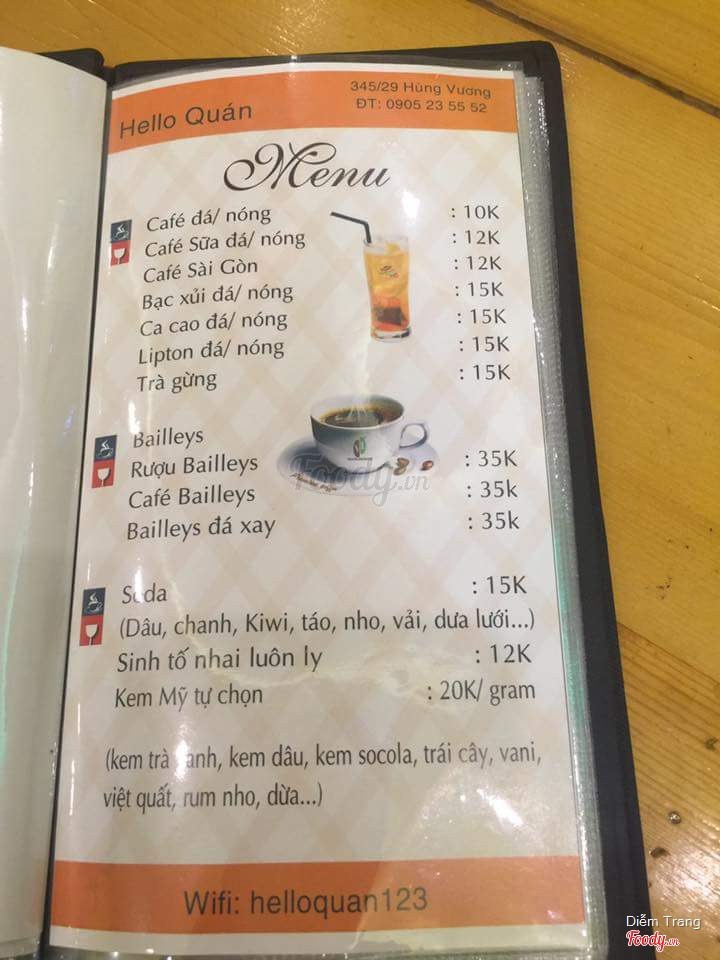 Hello Quán
345/29 Hùng Vương
ĐT: 0905 23 55 52
Menu
Café đá/ nóng : 10K
Café Sữa đá/ nóng : 12K
Café Sài Gòn : 12K
Bạc xủi đá/ nóng : 15K
Ca cao đá/ nóng : 15K
Lipton đá/ nóng : 15K
Trà gừng : 15K
Bailleys
Rượu Bailleys : 35K
Café Bailleys : 35k
Bailleys đá xay : 35k
Soda : 15K
(Dâu, chanh, Kiwi, táo, nho, vải, dưa lưới...)
Sinh tố nhai luôn ly : 12K
Kem Mỹ tự chọn : 20K/ gram
(kem trà xanh, kem dâu, kem socola, trái cây, vani,
việt quất, rum nho, dừa...)
Wifi: helloquan123
Foody.vn
Diễm Trang
Foody.vn